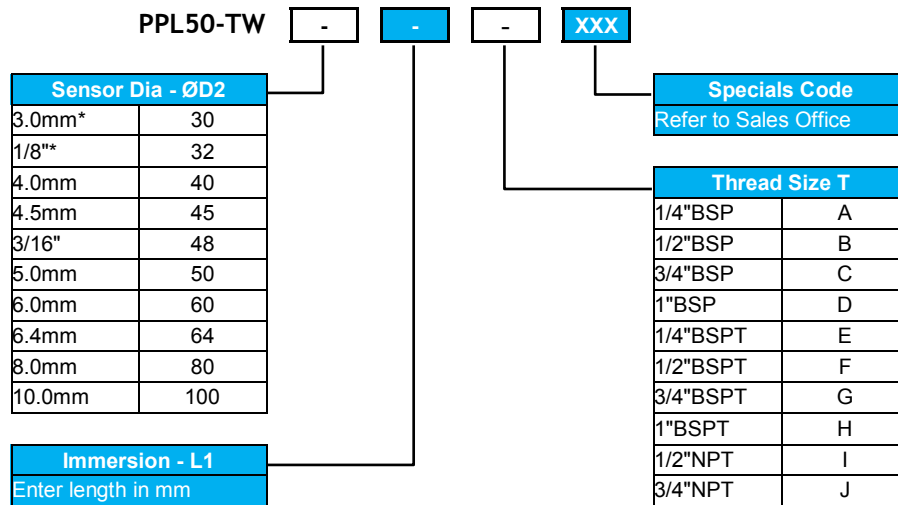 PPL50-TW - - - XXX
Sensor Dia - ØD2
3.0mm* 30
1/8"* 32
4.0mm 40
4.5mm 45
3/16" 48
5.0mm 50
6.0mm 60
6.4mm 64
8.0mm 80
10.0mm 100
Immersion - L1
Enter length in mm
Specials Code
Refer to Sales Office
Thread Size T
1/4"BSP A
1/2"BSP B
3/4"BSP C
1"BSP D
1/4"BSPT E
1/2"BSPT F
3/4"BSPT G
1"BSPT H
1/2"NPT I
3/4"NPT J